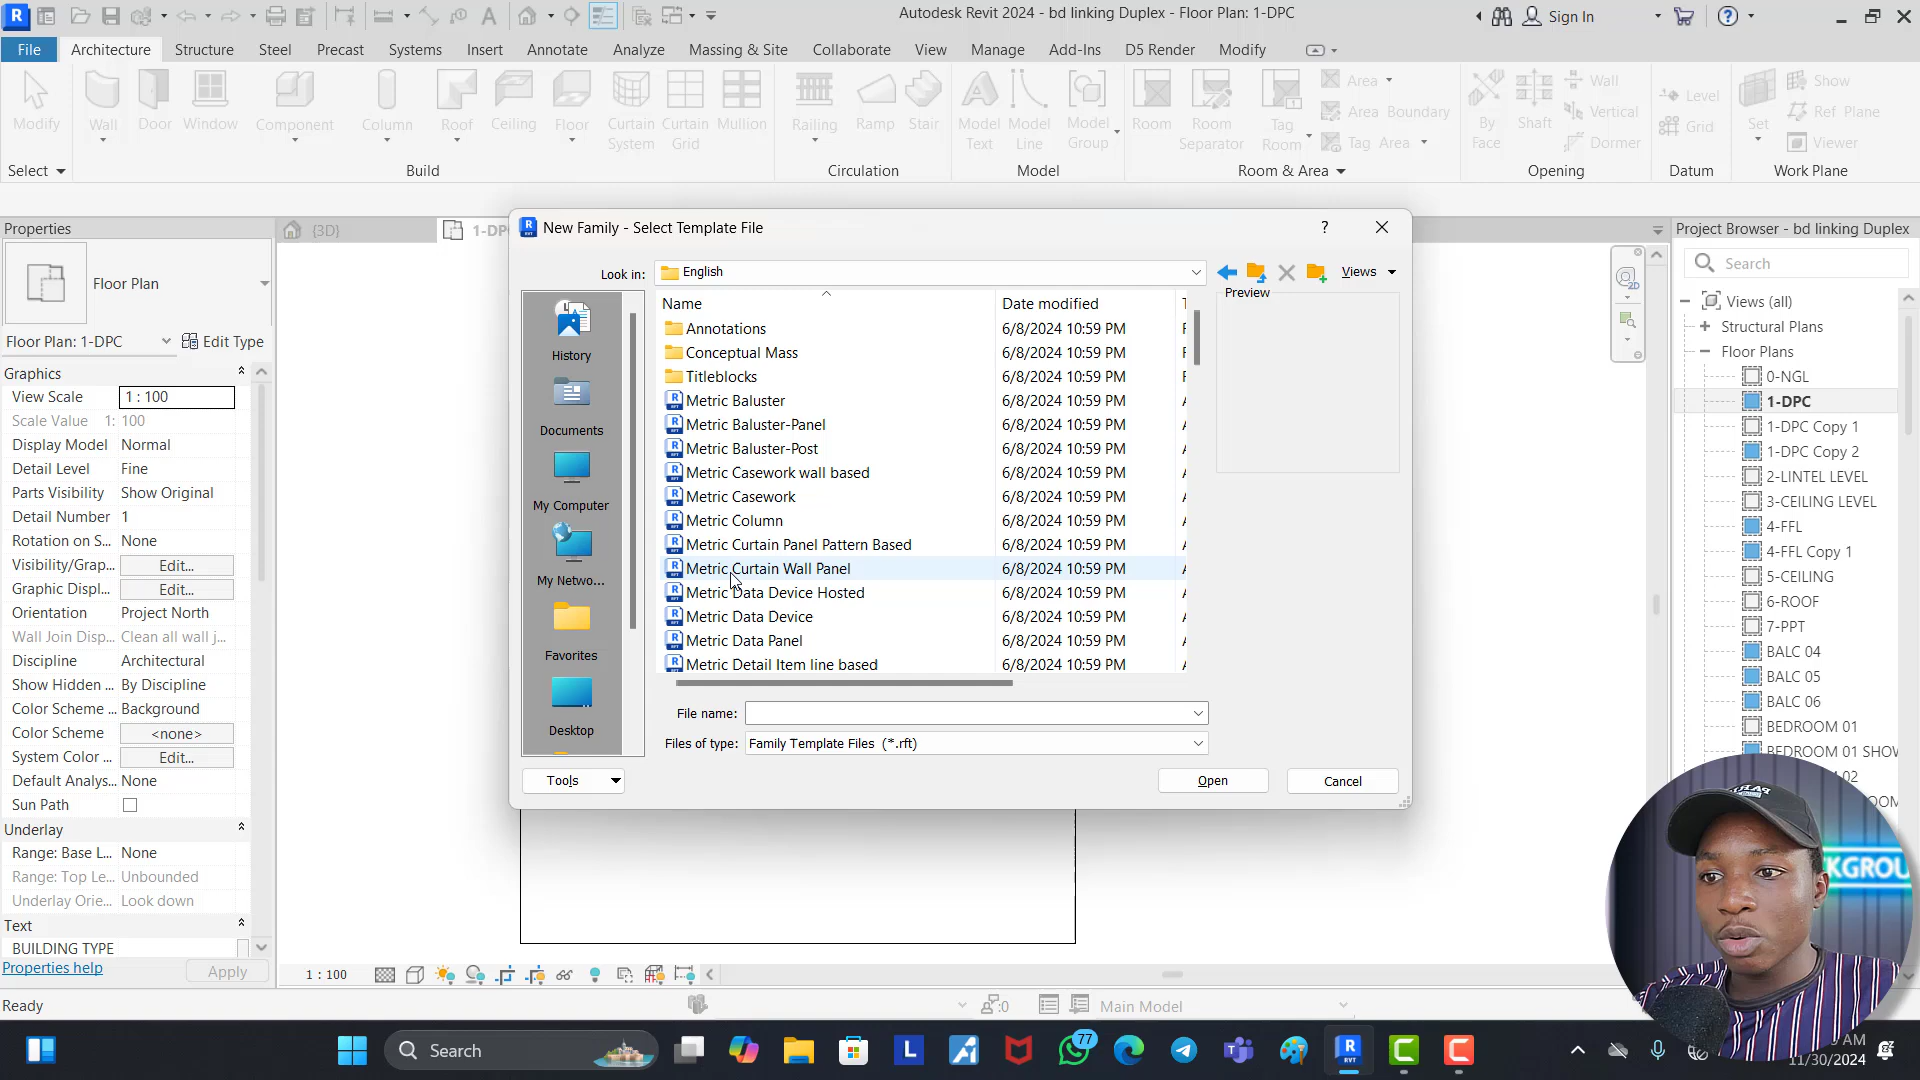 Autodesk Revit 2024 - bd linking Duplex - Floor Plan: 1-DPC
Sign In
File Architecture Structure Steel Precast Systems Insert Annotate Analyze Massing & Site Collaborate View Manage Add-Ins D5 Render Modify
Modify Wall Door Window Component Column Roof Ceiling Floor Curtain System Curtain Grid Mullion Railing Ramp Stair Model Text Model Line Model Group Room Room Separator Tag Room By Face Shaft Set
Area Wall Show
Area Boundary Vertical Level Ref Plane
Tag Area Dormer Grid Viewer
Select Build Circulation Model Room & Area Opening Datum Work Plane
Properties
Floor Plan
Floor Plan: 1-DPC Edit Type
Graphics
View Scale 1 : 100
Scale Value 1: 100
Display Model Normal
Detail Level Fine
Parts Visibility Show Original
Detail Number 1
Rotation on S... None
Visibility/Grap... Edit...
Graphic Displ... Edit...
Orientation Project North
Wall Join Disp... Clean all wall j...
Discipline Architectural
Show Hidden ... By Discipline
Color Scheme ... Background
Color Scheme <none>
System Color ... Edit...
Default Analys... None
Sun Path
Underlay
Range: Base L... None
Range: Top Le... Unbounded
Underlay Orie... Look down
Text
BUILDING TYPE
Properties help Apply
{3D} 1-DP
New Family - Select Template File
?
Look in: English Views
History
Documents
My Computer
My Netwo...
Favorites
Desktop
Name Date modified
Annotations 6/8/2024 10:59 PM
Conceptual Mass 6/8/2024 10:59 PM
Titleblocks 6/8/2024 10:59 PM
Metric Baluster 6/8/2024 10:59 PM
Metric Baluster-Panel 6/8/2024 10:59 PM
Metric Baluster-Post 6/8/2024 10:59 PM
Metric Casework wall based 6/8/2024 10:59 PM
Metric Casework 6/8/2024 10:59 PM
Metric Column 6/8/2024 10:59 PM
Metric Curtain Panel Pattern Based 6/8/2024 10:59 PM
Metric Curtain Wall Panel 6/8/2024 10:59 PM
Metric Data Device Hosted 6/8/2024 10:59 PM
Metric Data Device 6/8/2024 10:59 PM
Metric Data Panel 6/8/2024 10:59 PM
Metric Detail Item line based 6/8/2024 10:59 PM
Preview
File name:
Files of type: Family Template Files (*.rft)
Tools Open Cancel
Project Browser - bd linking Duplex
Search
Views (all)
Structural Plans
Floor Plans
0-NGL
1-DPC
1-DPC Copy 1
1-DPC Copy 2
2-LINTEL LEVEL
3-CEILING LEVEL
4-FFL
4-FFL Copy 1
5-CEILING
6-ROOF
7-PPT
BALC 04
BALC 05
BALC 06
BEDROOM 01
BEDROOM 01 SHOW
02
KGROU
1 : 100
Ready :0 Main Model
Search
77
AM
11/30/2024